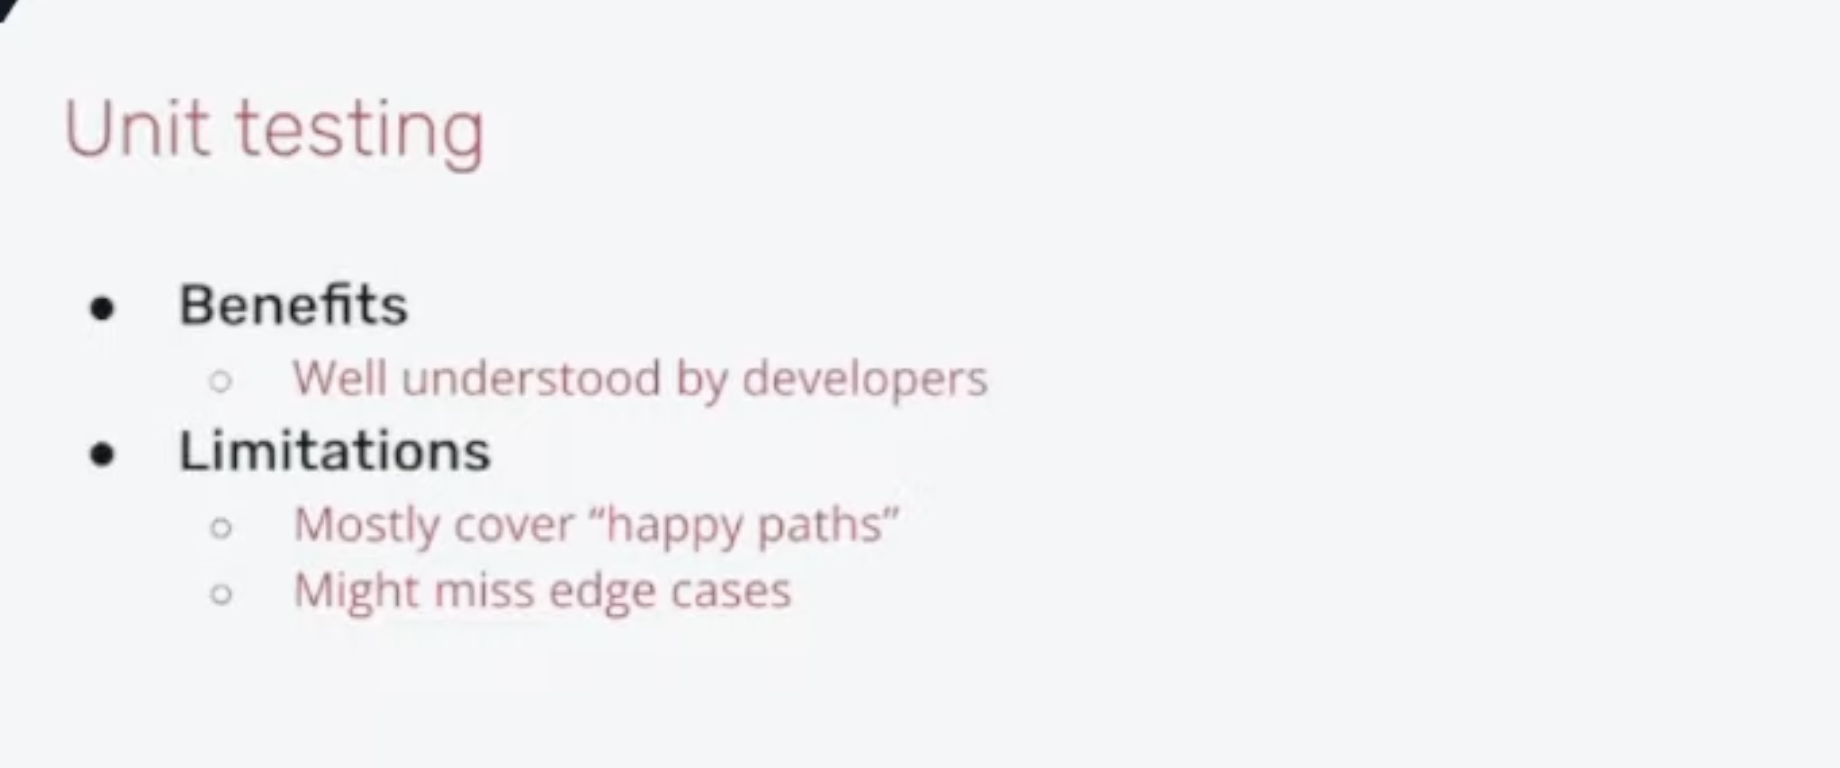 Unit testing
● Benefits
○ Well understood by developers
● Limitations
○ Mostly cover “happy paths”
○ Might miss edge cases